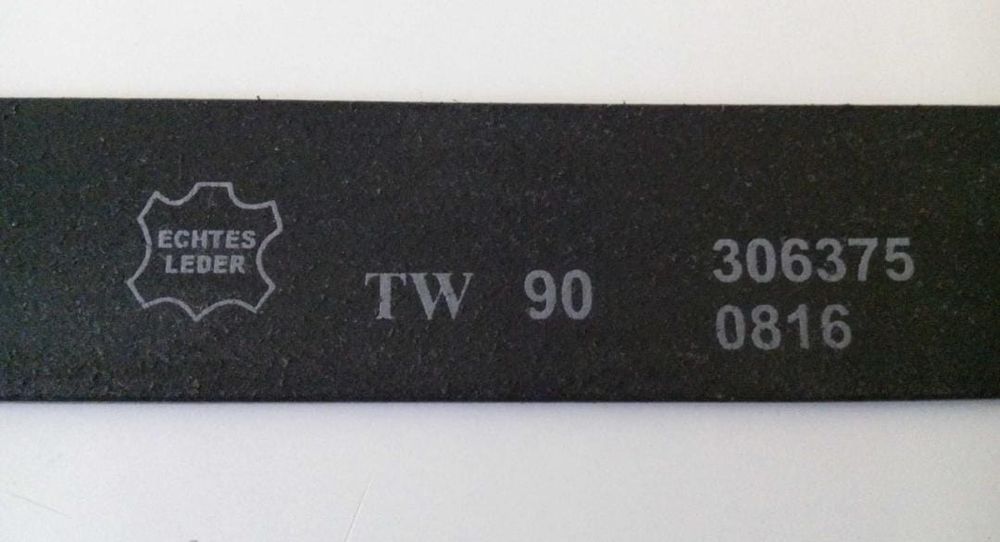 ECHTES
LEDER
TW 90
306375
0816